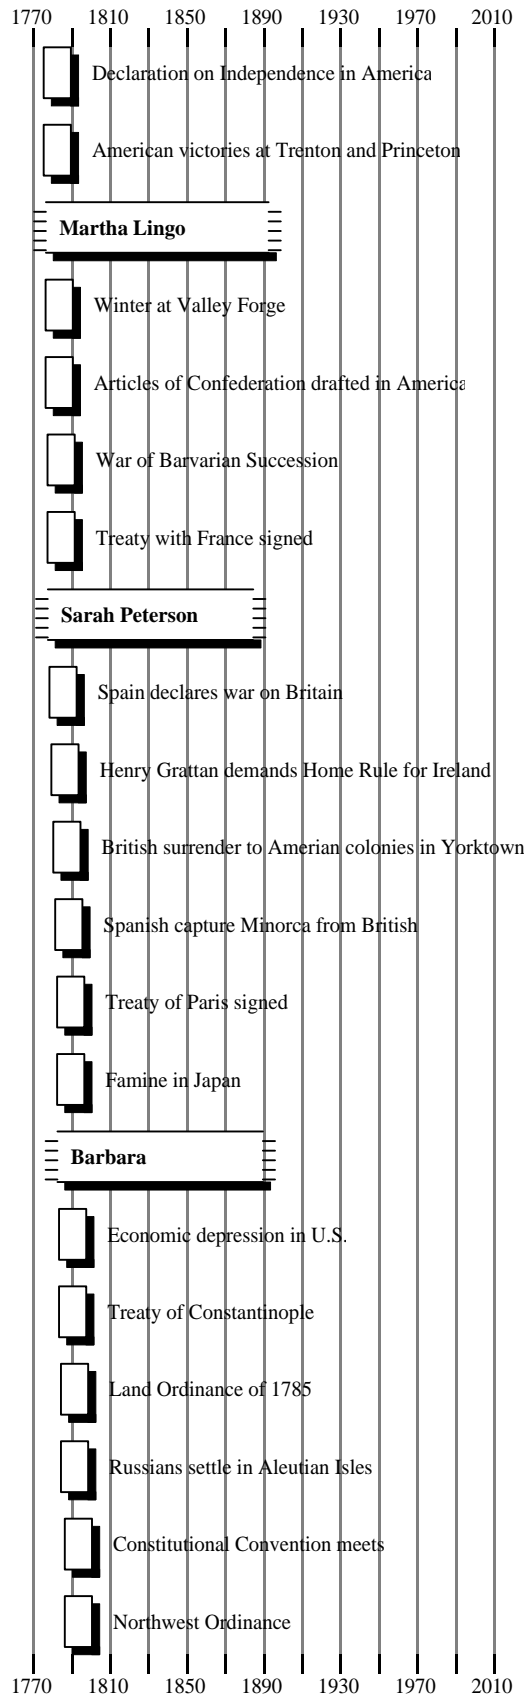 1770 1810 1850 1890 1930 1970 2010
Declaration on Independence in America
American victories at Trenton and Princeton
Martha Lingo
Winter at Valley Forge
Articles of Confederation drafted in America
War of Barvarian Succession
Treaty with France signed
Sarah Peterson
Spain declares war on Britain
Henry Grattan demands Home Rule for Ireland
British surrender to Amerian colonies in Yorktown
Spanish capture Minorca from British
Treaty of Paris signed
Famine in Japan
Barbara
Economic depression in U.S.
Treaty of Constantinople
Land Ordinance of 1785
Russians settle in Aleutian Isles
Constitutional Convention meets
Northwest Ordinance
1770 1810 1850 1890 1930 1970 2010